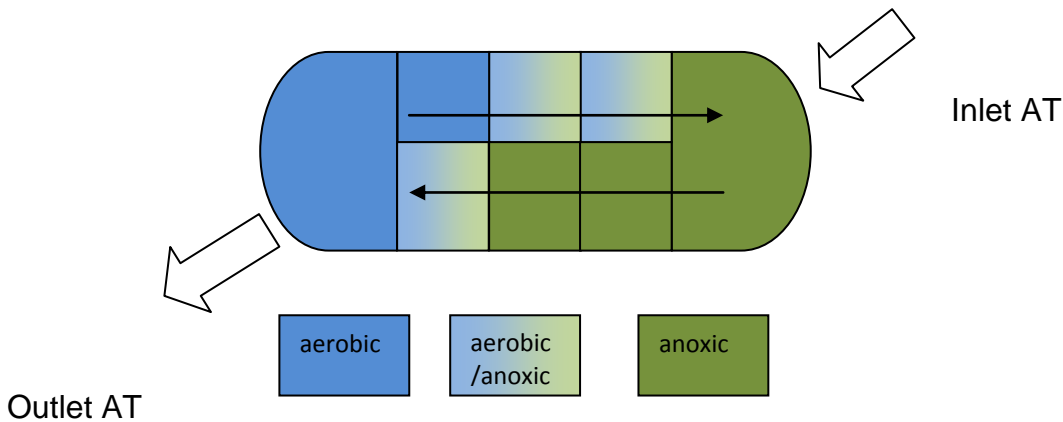 Inlet AT
aerobic
aerobic
/anoxic
anoxic
Outlet AT